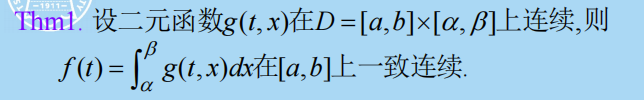 -1911-
Thm1. 设二元函数g(t, x)在D=[a,b]×[α, β]上连续,则
f(t) = ∫_α^β g(t, x)dx在[a,b]上一致连续.